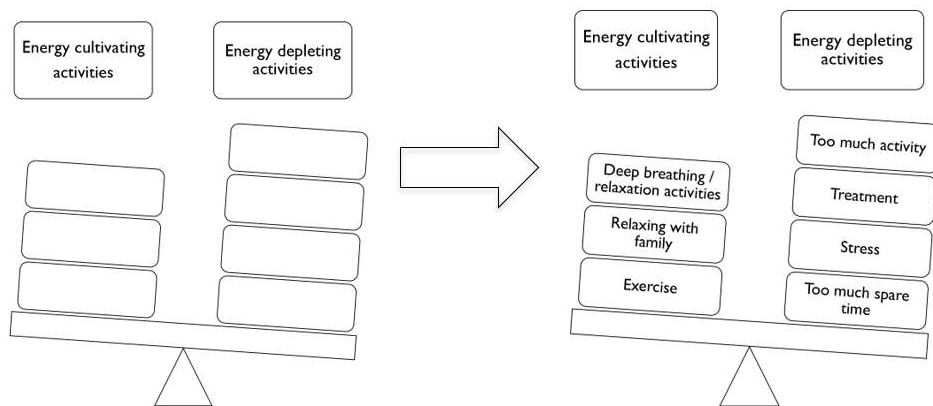 Energy cultivating
activities
Energy depleting
activities
Energy cultivating
activities
Energy depleting
activities
Deep breathing /
relaxation activities
Relaxing with
family
Exercise
Too much activity
Treatment
Stress
Too much spare
time